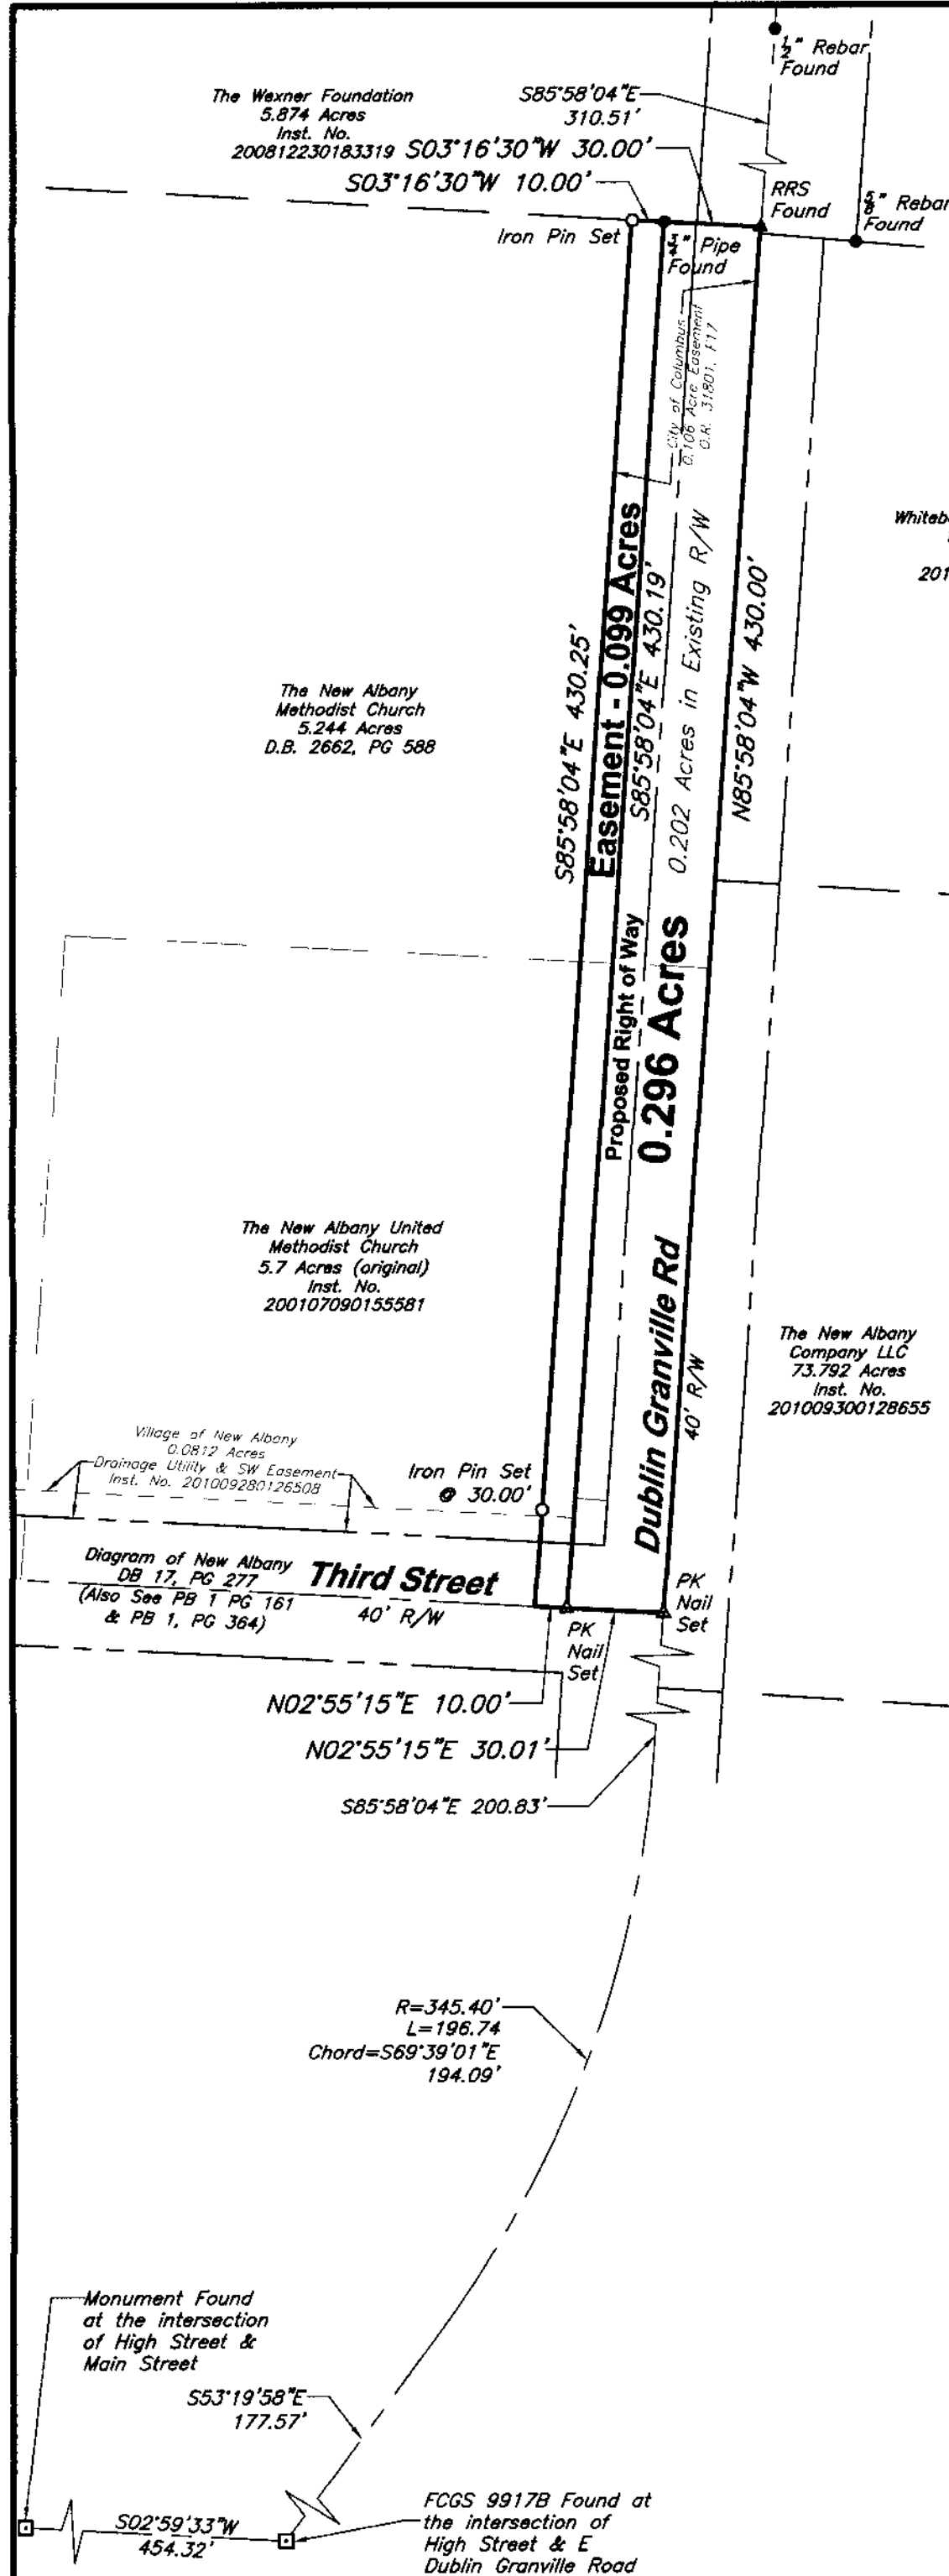 1/2" Rebar
Found
The Wexner Foundation
5.874 Acres
Inst. No.
200812230183319
S85°58'04"E
310.51'
S03°16'30"W 30.00'
S03°16'30"W 10.00'
RRS
Found
5/8" Rebar
Found
Iron Pin Set
3/4" Pipe
Found
City of Columbus
0.106 Acre Easement
O.R. 31801, F17
Whiteb
201
Easement - 0.099 Acres
S85°58'04"E 430.25'
S85°58'04"E 430.19'
0.202 Acres in Existing R/W
N85°58'04"W 430.00'
The New Albany
Methodist Church
5.244 Acres
D.B. 2662, PG 588
Proposed Right of Way
0.296 Acres
The New Albany United
Methodist Church
5.7 Acres (original)
Inst. No.
200107090155581
Dublin Granville Rd
40' R/W
The New Albany
Company LLC
73.792 Acres
Inst. No.
201009300128655
Village of New Albany
0.0812 Acres
Drainage Utility & SW Easement
Inst. No. 201009280126508
Iron Pin Set
@ 30.00'
Diagram of New Albany
DB 17, PG 277
(Also See PB 1 PG 161
& PB 1, PG 364)
Third Street
40' R/W
PK
Nail
Set
PK
Nail
Set
N02°55'15"E 10.00'
N02°55'15"E 30.01'
S85°58'04"E 200.83'
R=345.40'
L=196.74
Chord=S69°39'01"E
194.09'
Monument Found
at the intersection
of High Street &
Main Street
S53°19'58"E
177.57'
S02°59'33"W
454.32'
FCGS 9917B Found at
the intersection of
High Street & E
Dublin Granville Road